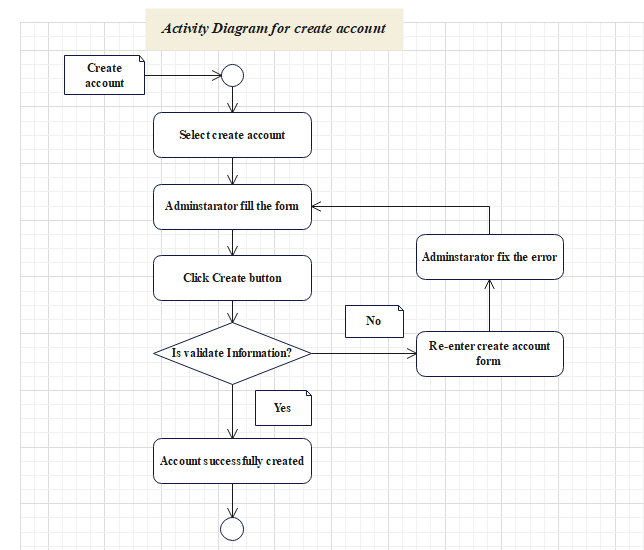 Activity Diagram for create account
Create
account
Select create account
Adminstarator fill the form
Adminstarator fix the error
Click Create button
No
Is validate Information?
Re-enter create account
form
Yes
Account successfully created